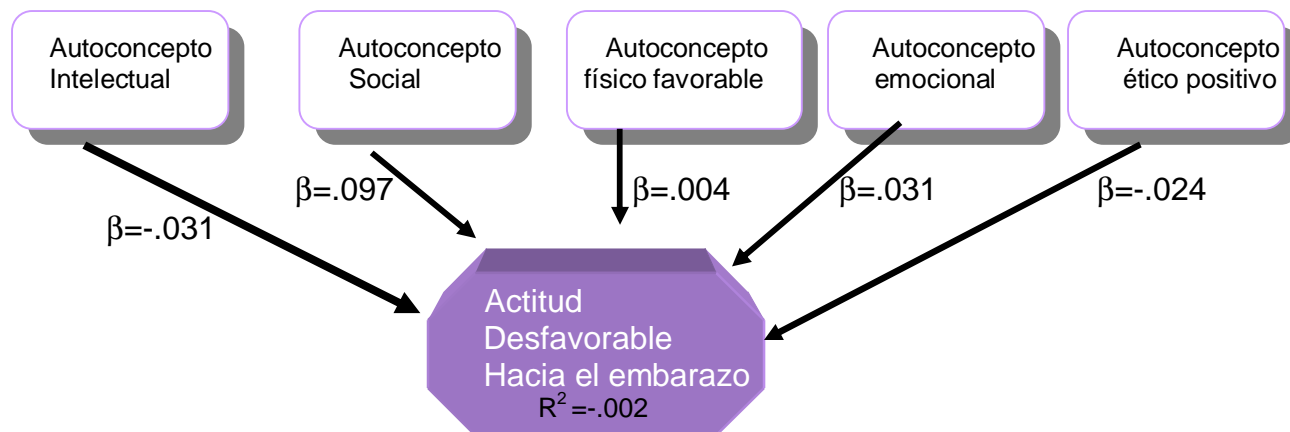 Autoconcepto
Intelectual
Autoconcepto
Social
Autoconcepto
físico favorable
Autoconcepto
emocional
Autoconcepto
ético positivo
β=-.031
β=.097
β=.004
β=.031
β=-.024
Actitud
Desfavorable
Hacia el embarazo
R² =-.002